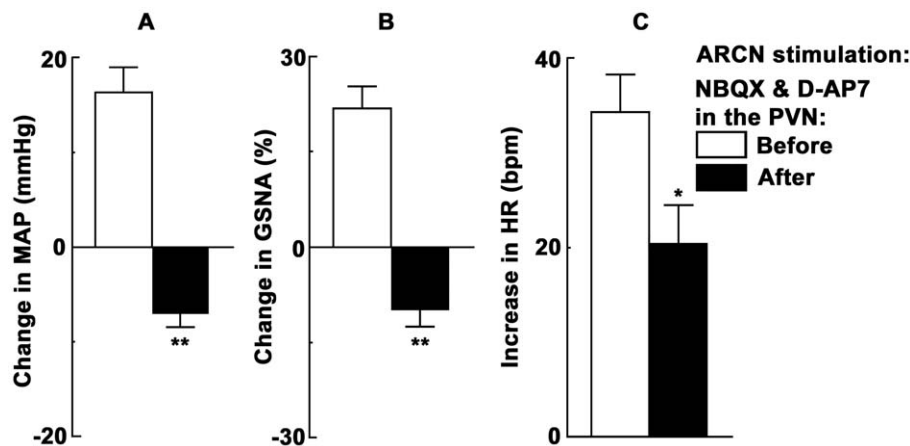 A
B
C
20
0
-20
Change in MAP (mmHg)
**
30
0
-30
Change in GSNA (%)
**
40
20
0
Increase in HR (bpm)
*
ARCN stimulation:
NBQX & D-AP7
in the PVN:
Before
After